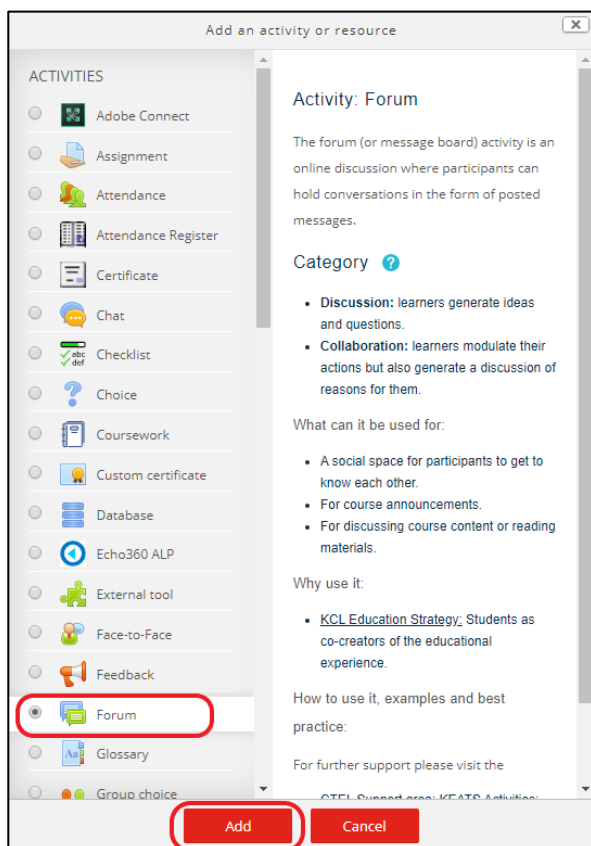 Add an activity or resource
ACTIVITIES
Adobe Connect
Assignment
Attendance
Attendance Register
Certificate
Chat
Checklist
Choice
Coursework
Custom certificate
Database
Echo360 ALP
External tool
Face-to-Face
Feedback
Forum
Glossary
Group choice
Activity: Forum
The forum (or message board) activity is an
online discussion where participants can
hold conversations in the form of posted
messages.
Category ?
• Discussion: learners generate ideas
and questions.
• Collaboration: learners modulate their
actions but also generate a discussion of
reasons for them.
What can it be used for:
• A social space for participants to get to
know each other.
• For course announcements.
• For discussing course content or reading
materials.
Why use it:
• KCL Education Strategy: Students as
co-creators of the educational
experience.
How to use it, examples and best
practice:
For further support please visit the
CTEL Support area: KEATS Activities:
Add
Cancel